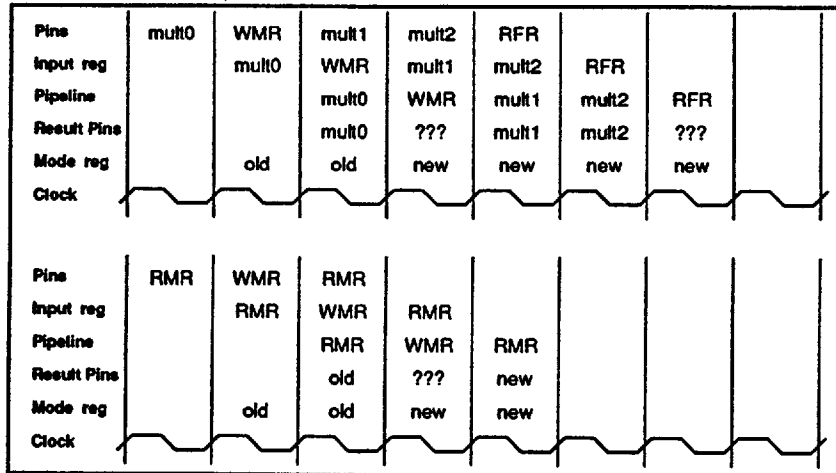 Pins mult0 WMR mult1 mult2 RFR
Input reg mult0 WMR mult1 mult2 RFR
Pipeline mult0 WMR mult1 mult2 RFR
Result Pins mult0 ??? mult1 mult2 ???
Mode reg old old new new new new
Clock
Pins RMR WMR RMR
Input reg RMR WMR RMR
Pipeline RMR WMR RMR
Result Pins old ??? new
Mode reg old old new new
Clock